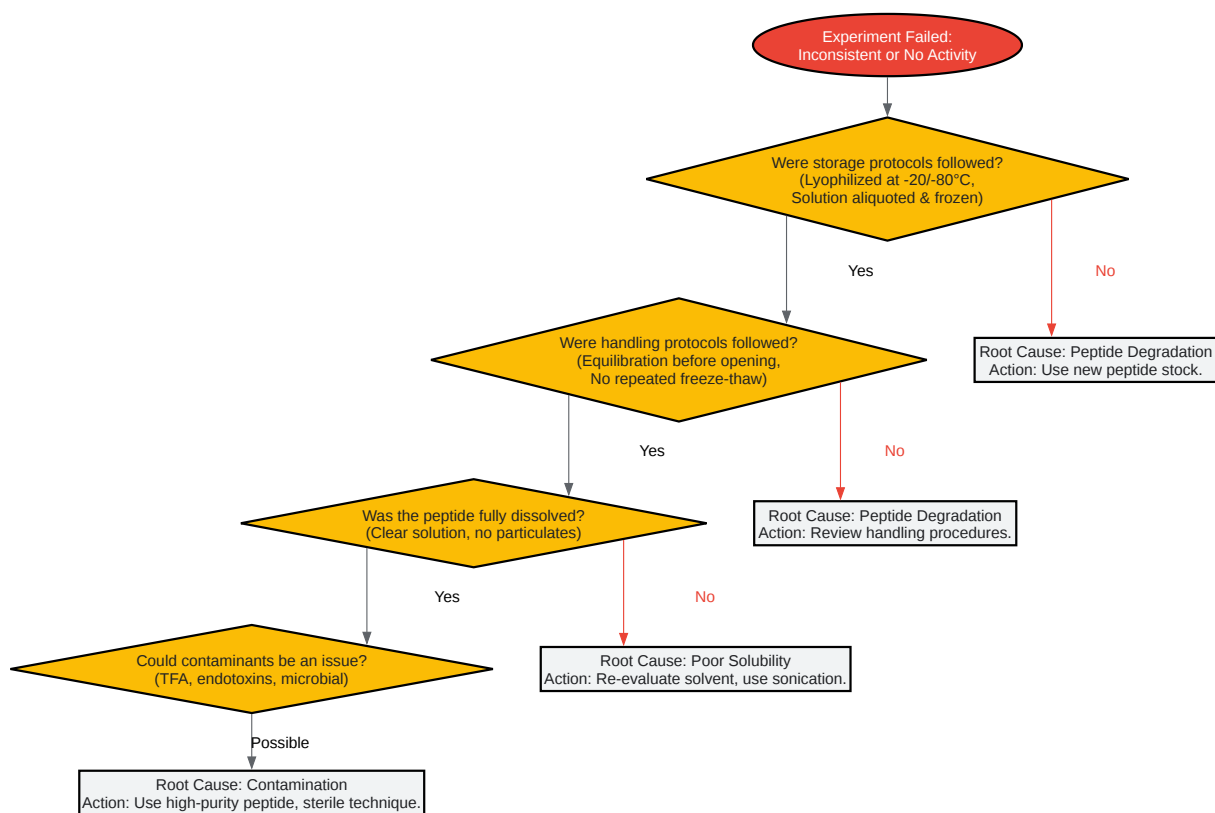 Experiment Failed:
Inconsistent or No Activity
Were storage protocols followed?
(Lyophilized at -20/-80°C,
Solution aliquoted & frozen)
Yes
No
Were handling protocols followed?
(Equilibration before opening,
No repeated freeze-thaw)
Root Cause: Peptide Degradation
Action: Use new peptide stock.
Yes
No
Was the peptide fully dissolved?
(Clear solution, no particulates)
Root Cause: Peptide Degradation
Action: Review handling procedures.
Yes
No
Could contaminants be an issue?
(TFA, endotoxins, microbial)
Root Cause: Poor Solubility
Action: Re-evaluate solvent, use sonication.
Possible
Root Cause: Contamination
Action: Use high-purity peptide, sterile technique.